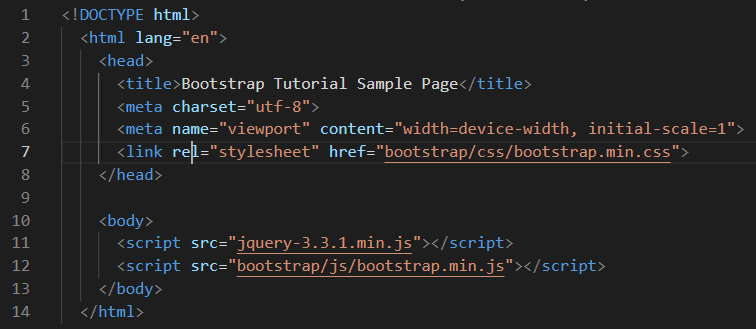 1 <!DOCTYPE html>
2 <html lang="en">
3 <head>
4 <title>Bootstrap Tutorial Sample Page</title>
5 <meta charset="utf-8">
6 <meta name="viewport" content="width=device-width, initial-scale=1">
7 <link rel="stylesheet" href="bootstrap/css/bootstrap.min.css">
8 </head>
9
10 <body>
11 <script src="jquery-3.3.1.min.js"></script>
12 <script src="bootstrap/js/bootstrap.min.js"></script>
13 </body>
14 </html>